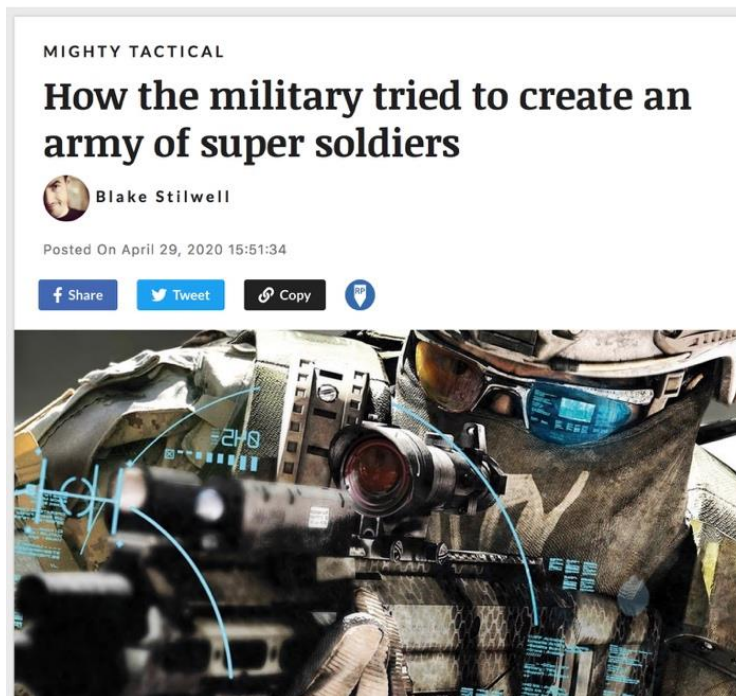 MIGHTY TACTICAL
How the military tried to create an
army of super soldiers
Blake Stilwell
Posted On April 29, 2020 15:51:34
Share Tweet Copy RP